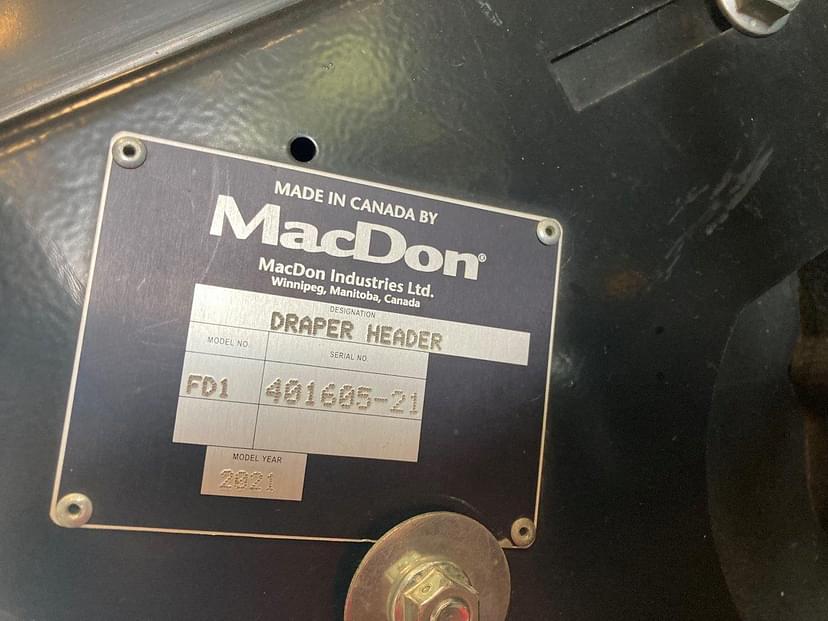 MADE IN CANADA BY
MacDon®
MacDon Industries Ltd.
Winnipeg, Manitoba, Canada
DESIGNATION
DRAPER HEADER
MODEL NO. SERIAL NO.
FD1 401605-21
MODEL YEAR
2021